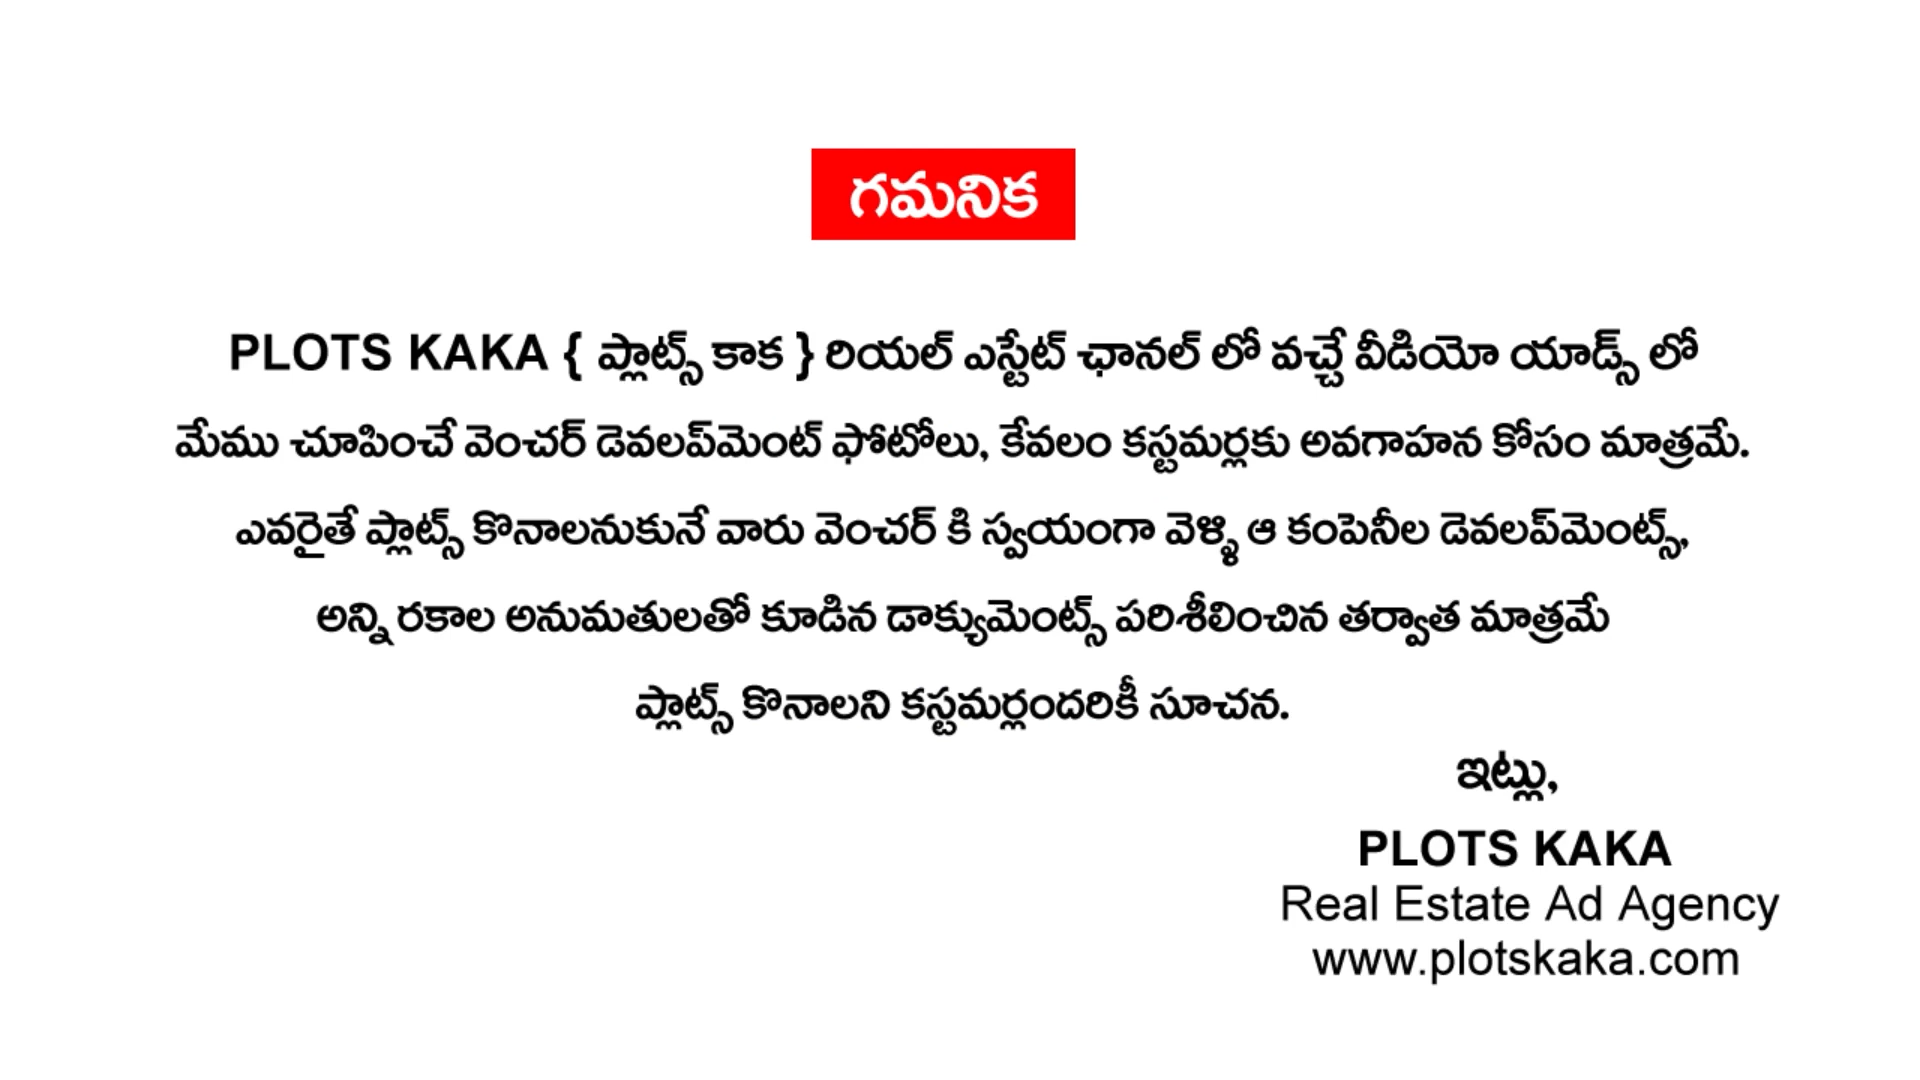 గమనిక
PLOTS KAKA { ప్లాట్స్ కాక } రియల్ ఎస్టేట్ ఛానల్ లో వచ్చే వీడియో యాడ్స్ లో
మేము చూపించే వెంచర్ డెవలప్‌మెంట్ ఫోటోలు, కేవలం కస్టమర్లకు అవగాహన కోసం మాత్రమే.
ఎవరైతే ప్లాట్స్ కొనాలనుకునే వారు వెంచర్ కి స్వయంగా వెళ్ళి ఆ కంపెనీల డెవలప్‌మెంట్స్,
అన్ని రకాల అనుమతులతో కూడిన డాక్యుమెంట్స్ పరిశీలించిన తర్వాత మాత్రమే
ప్లాట్స్ కొనాలని కస్టమర్లందరికీ సూచన.
ఇట్లు,
PLOTS KAKA
Real Estate Ad Agency
www.plotskaka.com